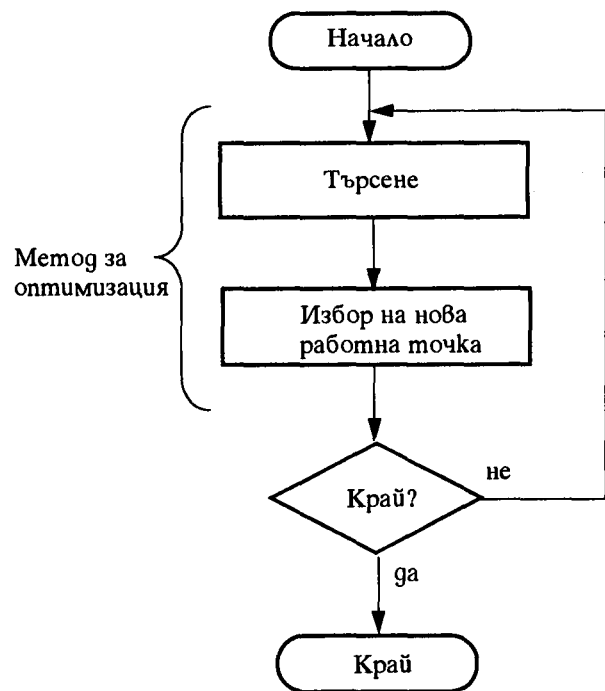 Начало
Търсене
Метод за
оптимизация
Избор на нова
работна точка
Край?
не
да
Край